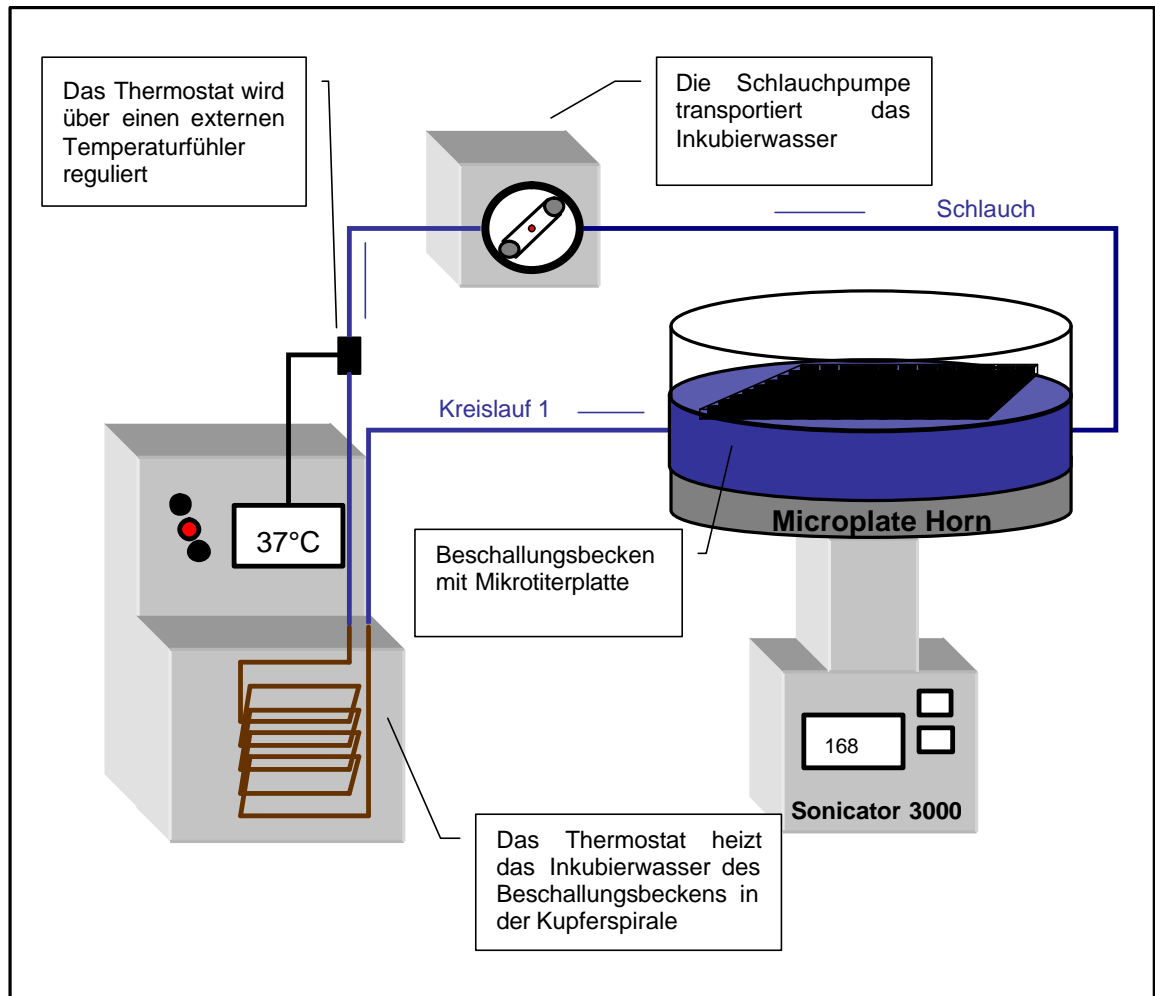 Das Thermostat wird
über einen externen
Temperaturfühler
reguliert
Die Schlauchpumpe
transportiert das
Inkubierwasser
Schlauch
Kreislauf 1
37°C
Microplate Horn
Beschallungsbecken
mit Mikrotiterplatte
168
Sonicator 3000
Das Thermostat heizt
das Inkubierwasser des
Beschallungsbeckens in
der Kupferspirale